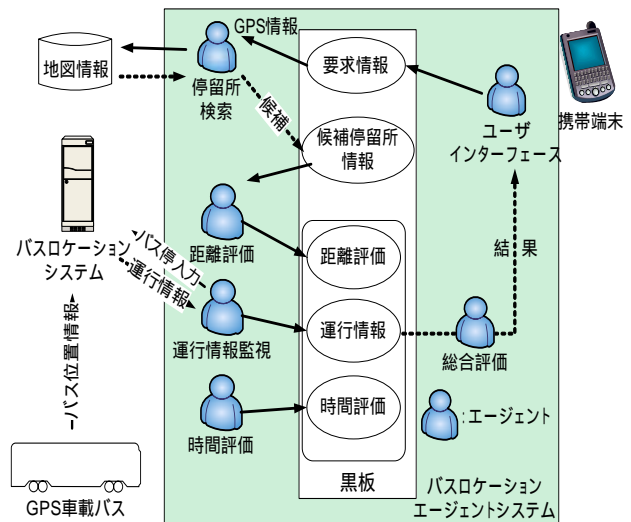 GPS情報
地図情報
停留所
検索
要求情報
候補
候補停留所
情報
ユーザ
インターフェース
携帯端末
バスロケーション
システム
バス停入力
運行情報
距離評価
距離評価
結果
運行情報監視
運行情報
総合評価
バス位置情報
時間評価
時間評価
:エージェント
GPS車載バス
黒板
バスロケーション
エージェントシステム